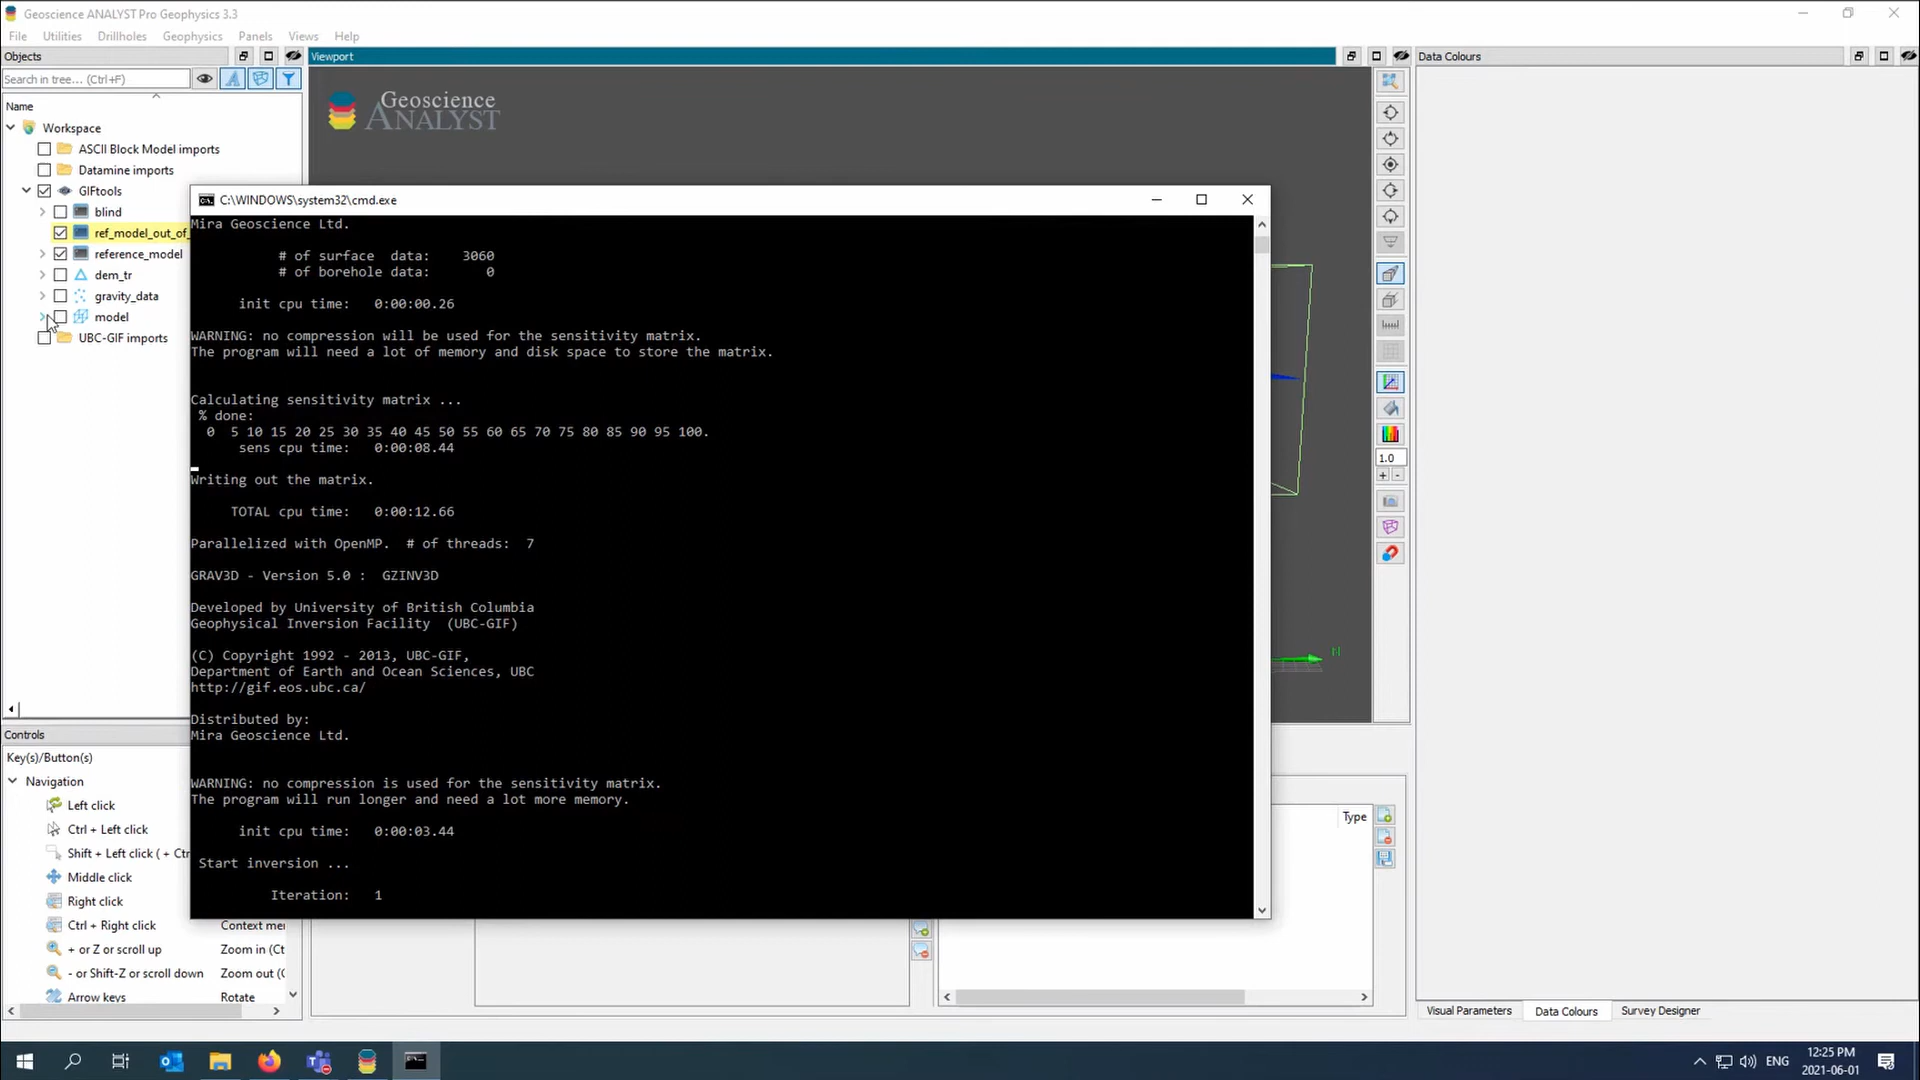 Geoscience ANALYST Pro Geophysics 3.3
File Utilities Drillholes Geophysics Panels Views Help
Objects
Viewport
Data Colours
Search in tree... (Ctrl+F)
Geoscience
ANALYST
Name
Workspace
ASCII Block Model imports
Datamine imports
GIFtools
blind
ref_model_out_of_
reference_model
dem_tr
gravity_data
model
UBC-GIF imports
C:\WINDOWS\system32\cmd.exe
Mira Geoscience Ltd.
# of surface data: 3060
# of borehole data: 0
init cpu time: 0:00:00.26
WARNING: no compression will be used for the sensitivity matrix.
The program will need a lot of memory and disk space to store the matrix.
Calculating sensitivity matrix ...
% done:
0 5 10 15 20 25 30 35 40 45 50 55 60 65 70 75 80 85 90 95 100.
sens cpu time: 0:00:08.44
Writing out the matrix.
TOTAL cpu time: 0:00:12.66
Parallelized with OpenMP. # of threads: 7
GRAV3D - Version 5.0 : GZINV3D
Developed by University of British Columbia
Geophysical Inversion Facility (UBC-GIF)
(C) Copyright 1992 - 2013, UBC-GIF,
Department of Earth and Ocean Sciences, UBC
http://gif.eos.ubc.ca/
Distributed by:
Mira Geoscience Ltd.
WARNING: no compression is used for the sensitivity matrix.
The program will run longer and need a lot more memory.
init cpu time: 0:00:03.44
Start inversion ...
Iteration: 1
1.0
N
Controls
Key(s)/Button(s)
Navigation
Left click
Ctrl + Left click
Shift + Left click ( + Ctr
Middle click
Right click
Ctrl + Right click Context me
+ or Z or scroll up Zoom in (Ct
- or Shift-Z or scroll down Zoom out (C
Arrow keys Rotate
Type
Visual Parameters Data Colours Survey Designer
ENG
12:25 PM
2021-06-01